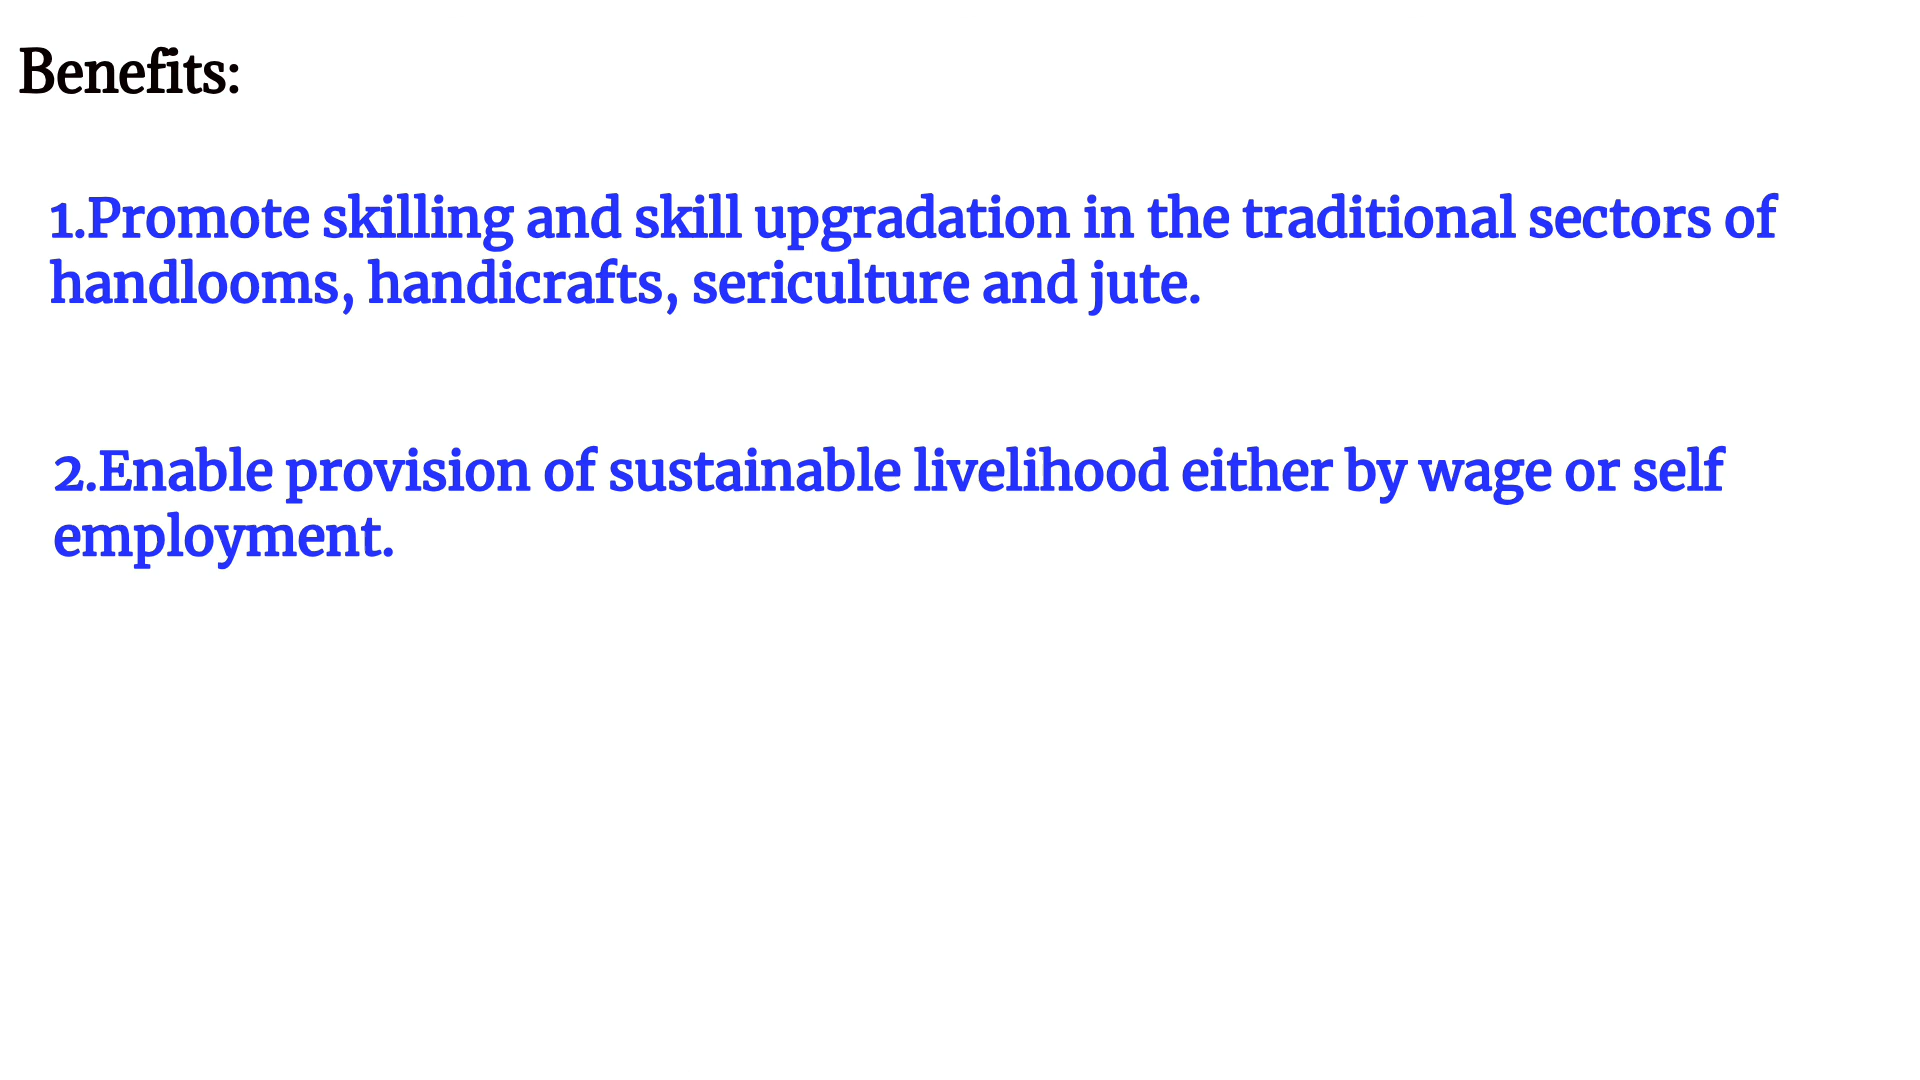 Benefits:
1.Promote skilling and skill upgradation in the traditional sectors of
handlooms, handicrafts, sericulture and jute.
2.Enable provision of sustainable livelihood either by wage or self
employment.